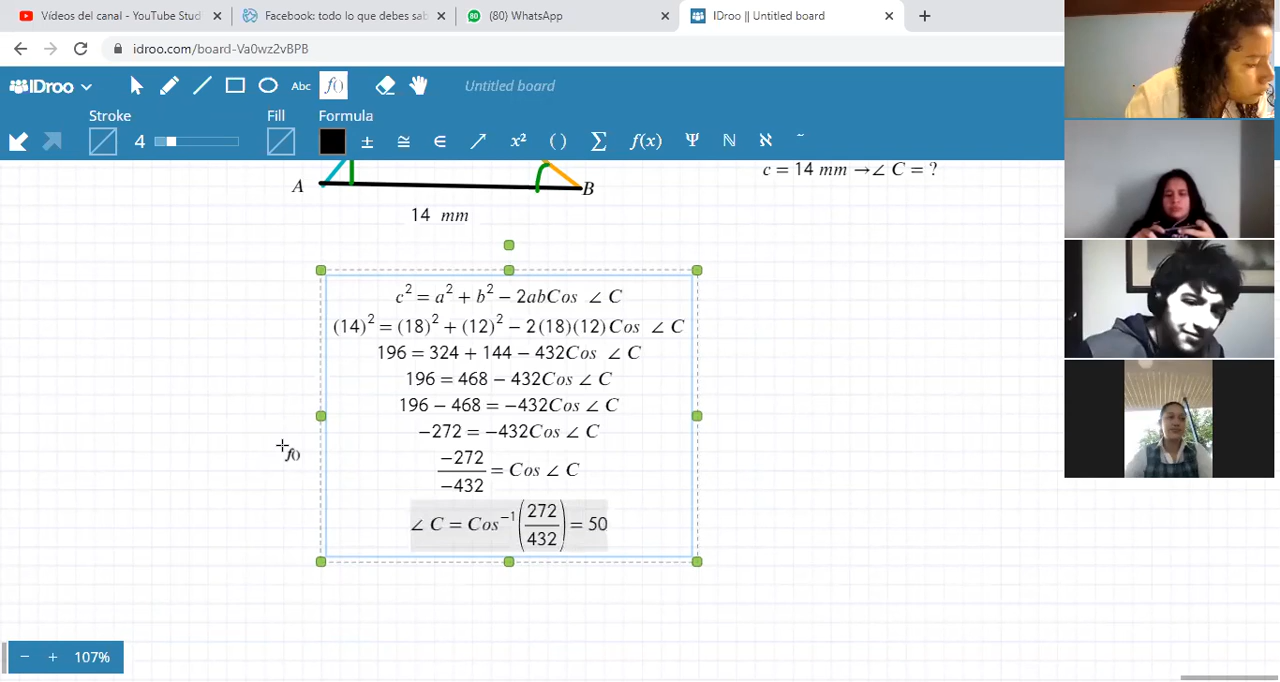 Vídeos del canal - YouTube Stud
Facebook: todo lo que debes sab
(80) WhatsApp
IDroo || Untitled board
idroo.com/board-Va0wz2vBPB
IDroo
Abc
f()
Untitled board
Stroke
Fill
Formula
4
± ≅ ∈ ↗ x² ( ) ∑ f(x) Ψ ℕ ℵ ~
c = 14 mm →∠ C = ?
A
B
14 mm
c² = a² + b² − 2abCos ∠ C
(14)² = (18)² + (12)² − 2(18)(12)Cos ∠ C
196 = 324 + 144 − 432Cos ∠ C
196 = 468 − 432Cos ∠ C
196 − 468 = −432Cos ∠ C
−272 = −432Cos ∠ C
−272/−432 = Cos ∠ C
∠ C = Cos⁻¹(272/432) = 50
f()
− + 107%